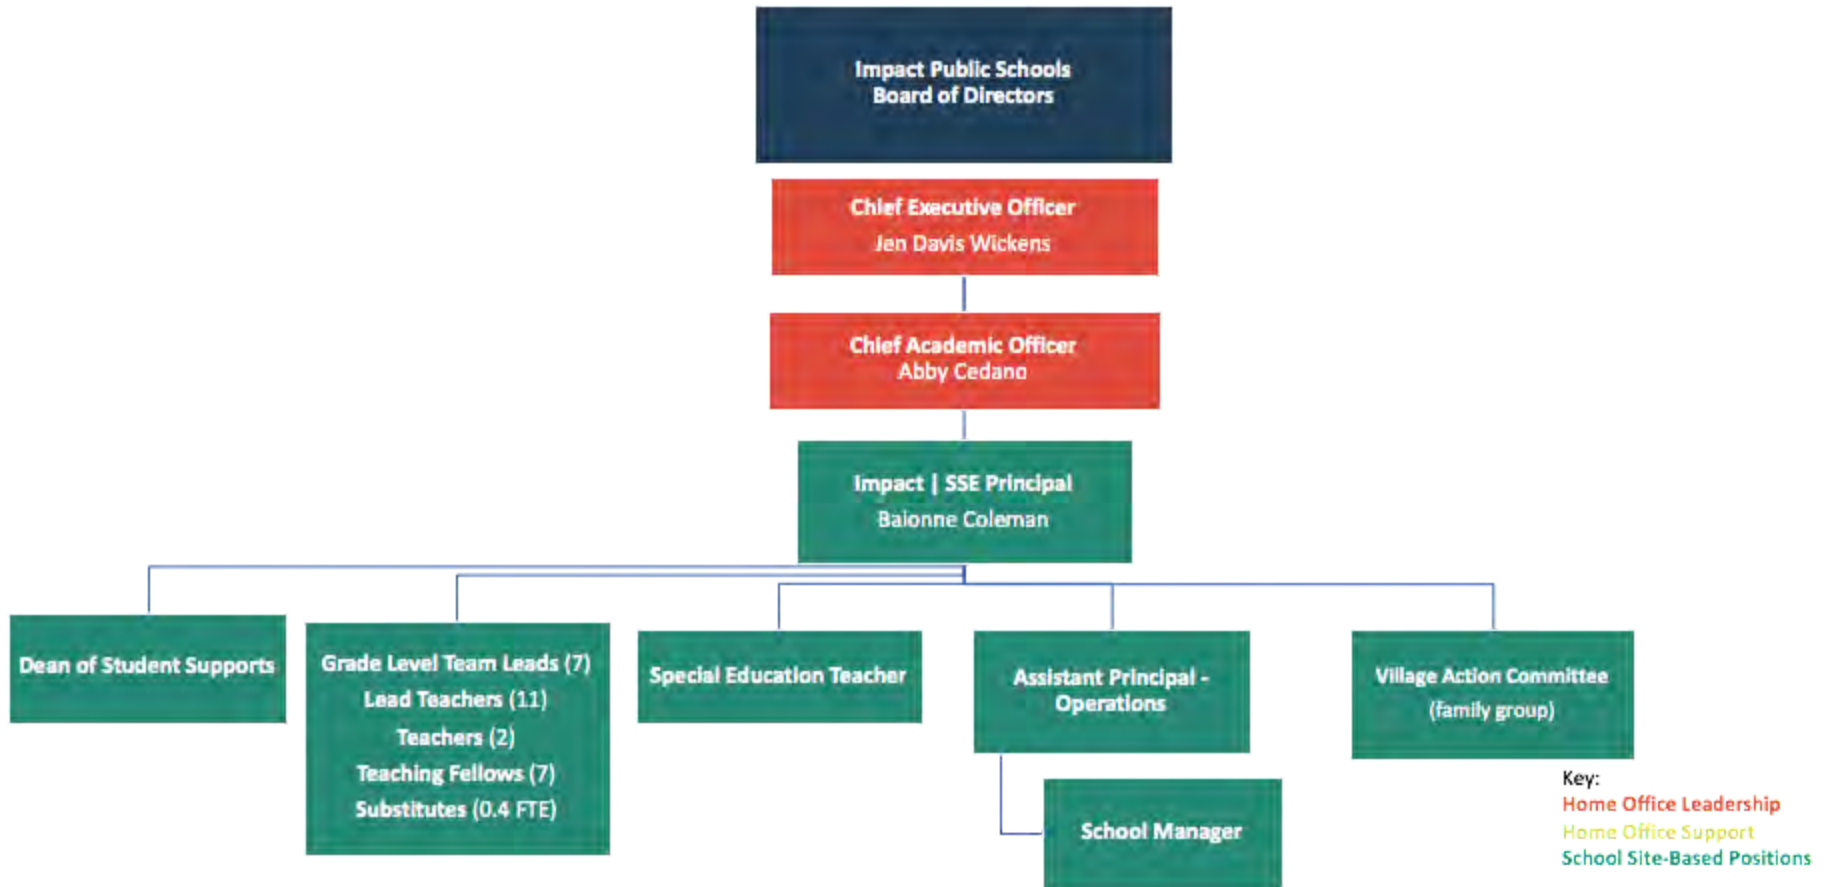 Impact Public Schools
Board of Directors
Chief Executive Officer
Jen Davis Wickens
Chief Academic Officer
Abby Cedano
Impact | SSE Principal
Baionne Coleman
Dean of Student Supports
Grade Level Team Leads (7)
Lead Teachers (11)
Teachers (2)
Teaching Fellows (7)
Substitutes (0.4 FTE)
Special Education Teacher
Assistant Principal -
Operations
School Manager
Village Action Committee
(family group)
Key:
Home Office Leadership
Home Office Support
School Site-Based Positions